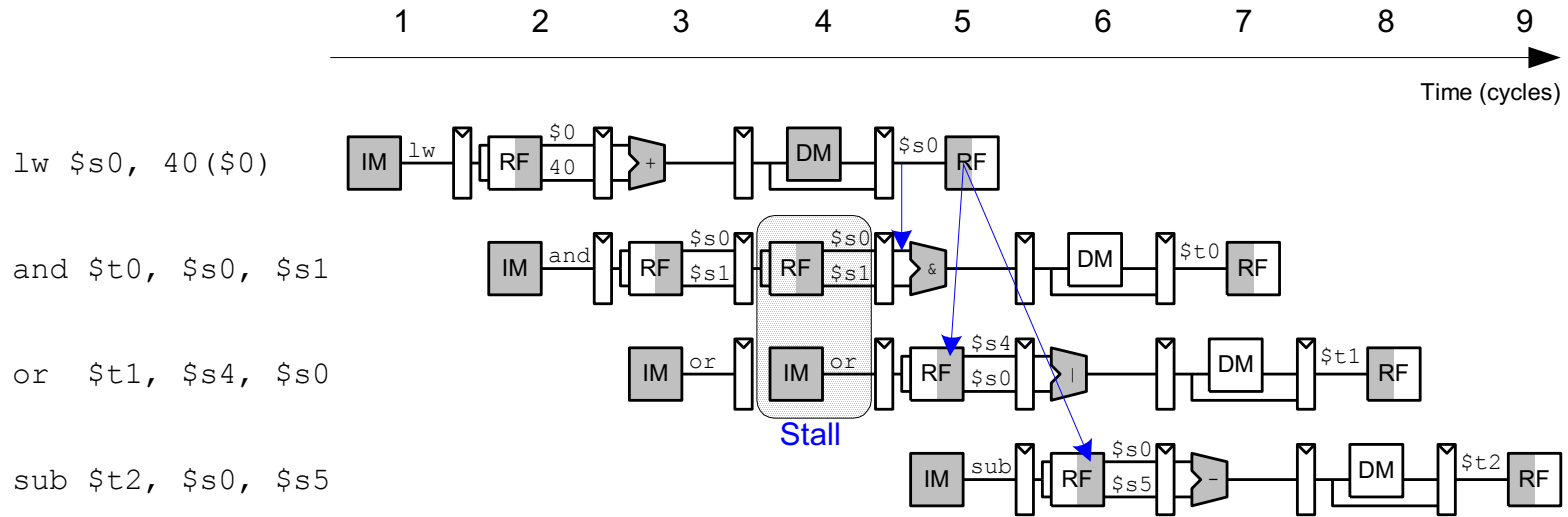 1 2 3 4 5 6 7 8 9
Time (cycles)
lw $s0, 40($0) IM lw RF $0 40 + DM $s0 RF
and $t0, $s0, $s1 IM and RF $s0 $s1 RF $s0 $s1 & DM $t0 RF
or $t1, $s4, $s0 IM or IM or RF $s4 $s0 | DM $t1 RF
Stall
sub $t2, $s0, $s5 IM sub RF $s0 $s5 - DM $t2 RF